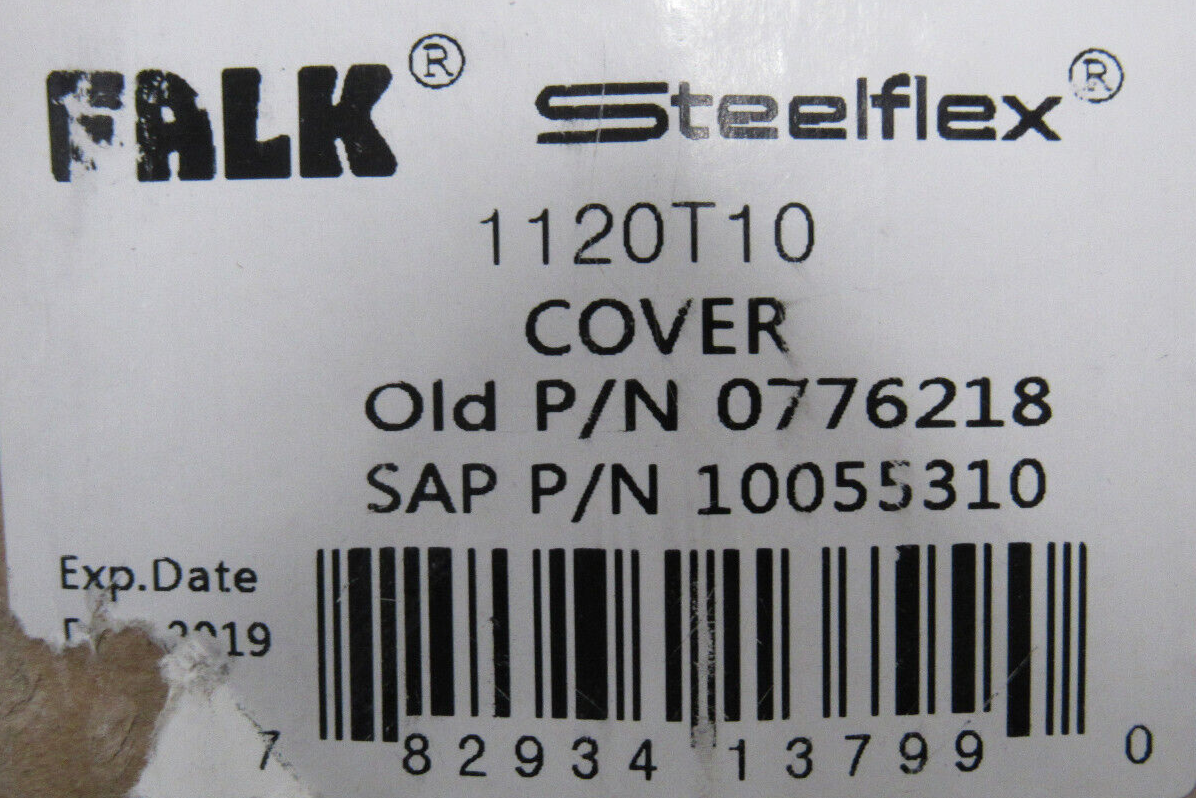 FALK® Steelflex®
1120T10
COVER
Old P/N 0776218
SAP P/N 10055310
Exp.Date
2019
7 82934 13799 0